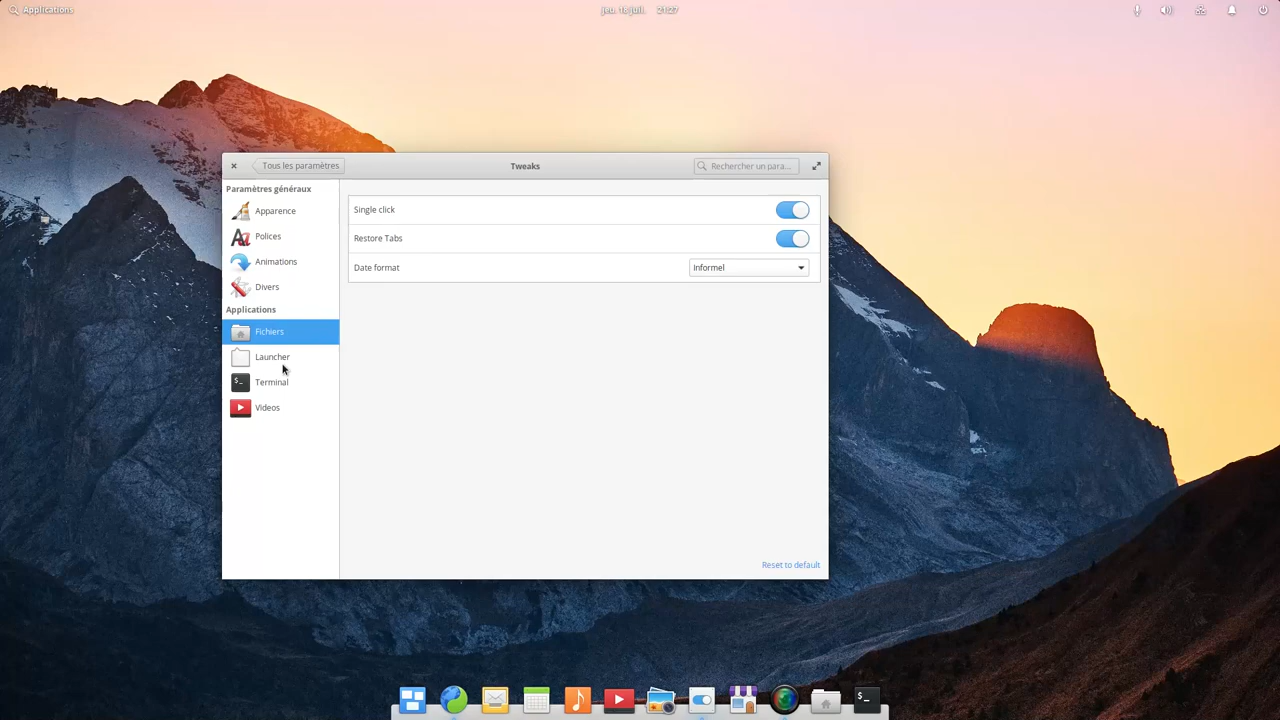 Applications
jeu. 18 juil. 21:27
Tous les paramètres
Tweaks
Rechercher un para...
Paramètres généraux
Apparence
Polices
Animations
Divers
Applications
Fichiers
Launcher
Terminal
Videos
Single click
Restore Tabs
Date format
Informel
Reset to default